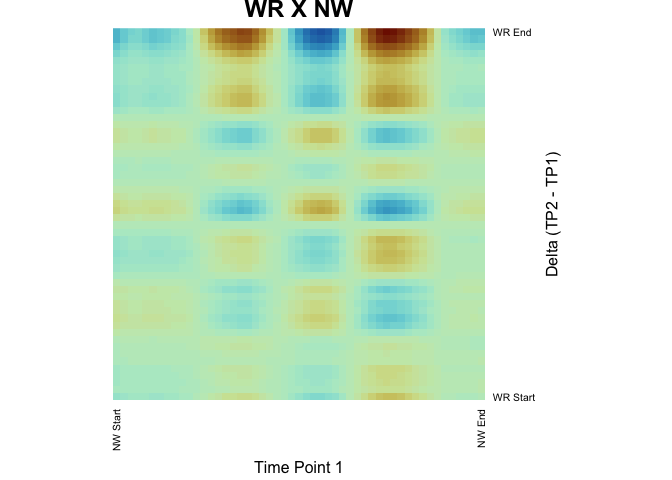 WR X NW
WR End
Delta (TP2 - TP1)
WR Start
NW Start
NW End
Time Point 1